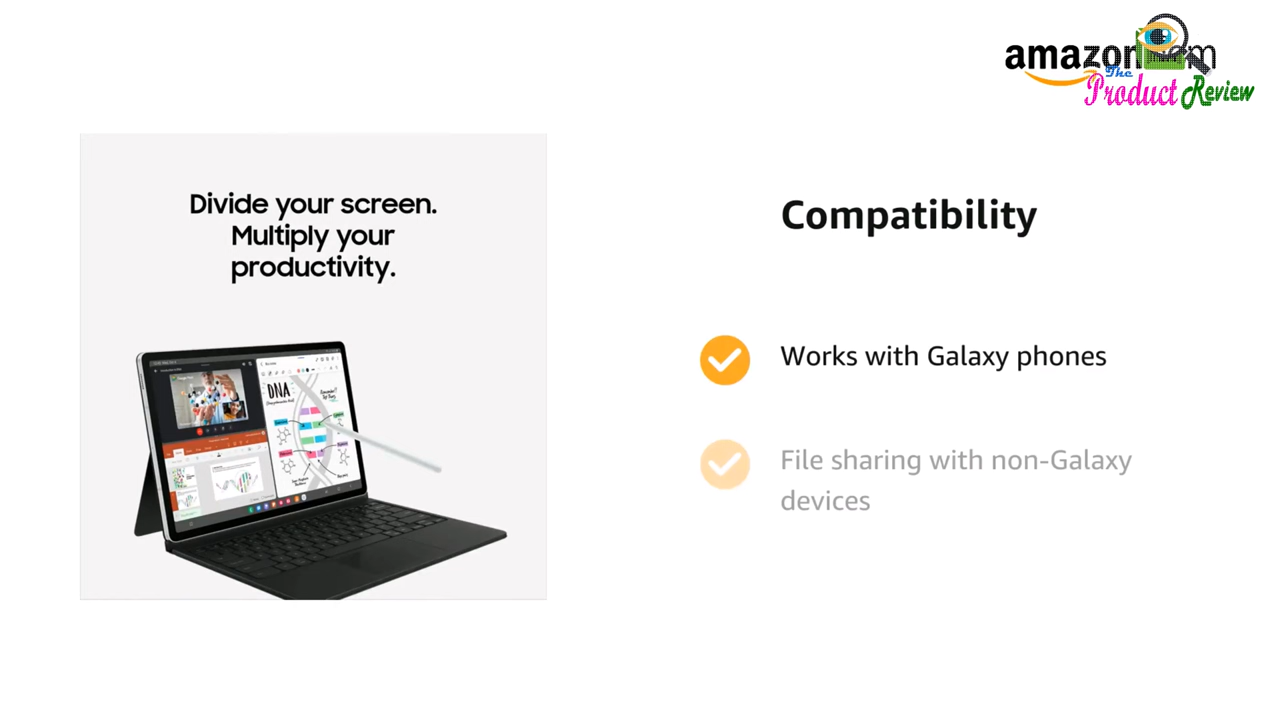 amazon
The
Product Review
Divide your screen.
Multiply your
productivity.
DNA
Compatibility
Works with Galaxy phones
File sharing with non-Galaxy
devices